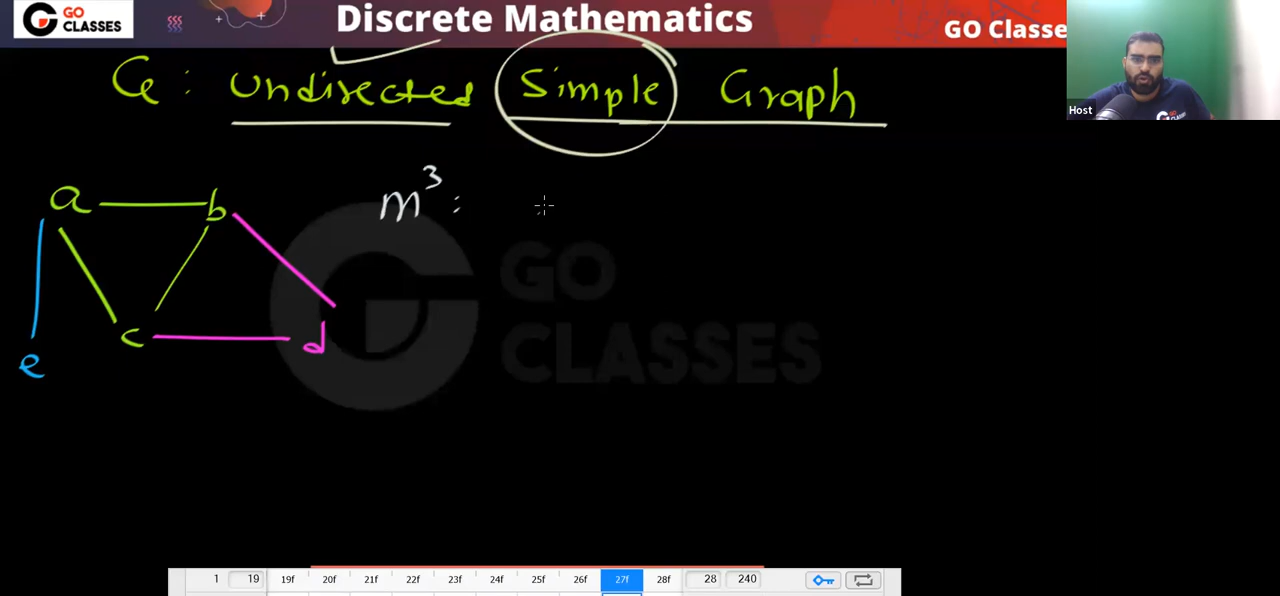 GO CLASSES
Discrete Mathematics
GO Classe
Host
G : Undirected Simple Graph
a b m³ :
c d
e
GO
CLASSES
1 19 19f 20f 21f 22f 23f 24f 25f 26f 27f 28f 28 240